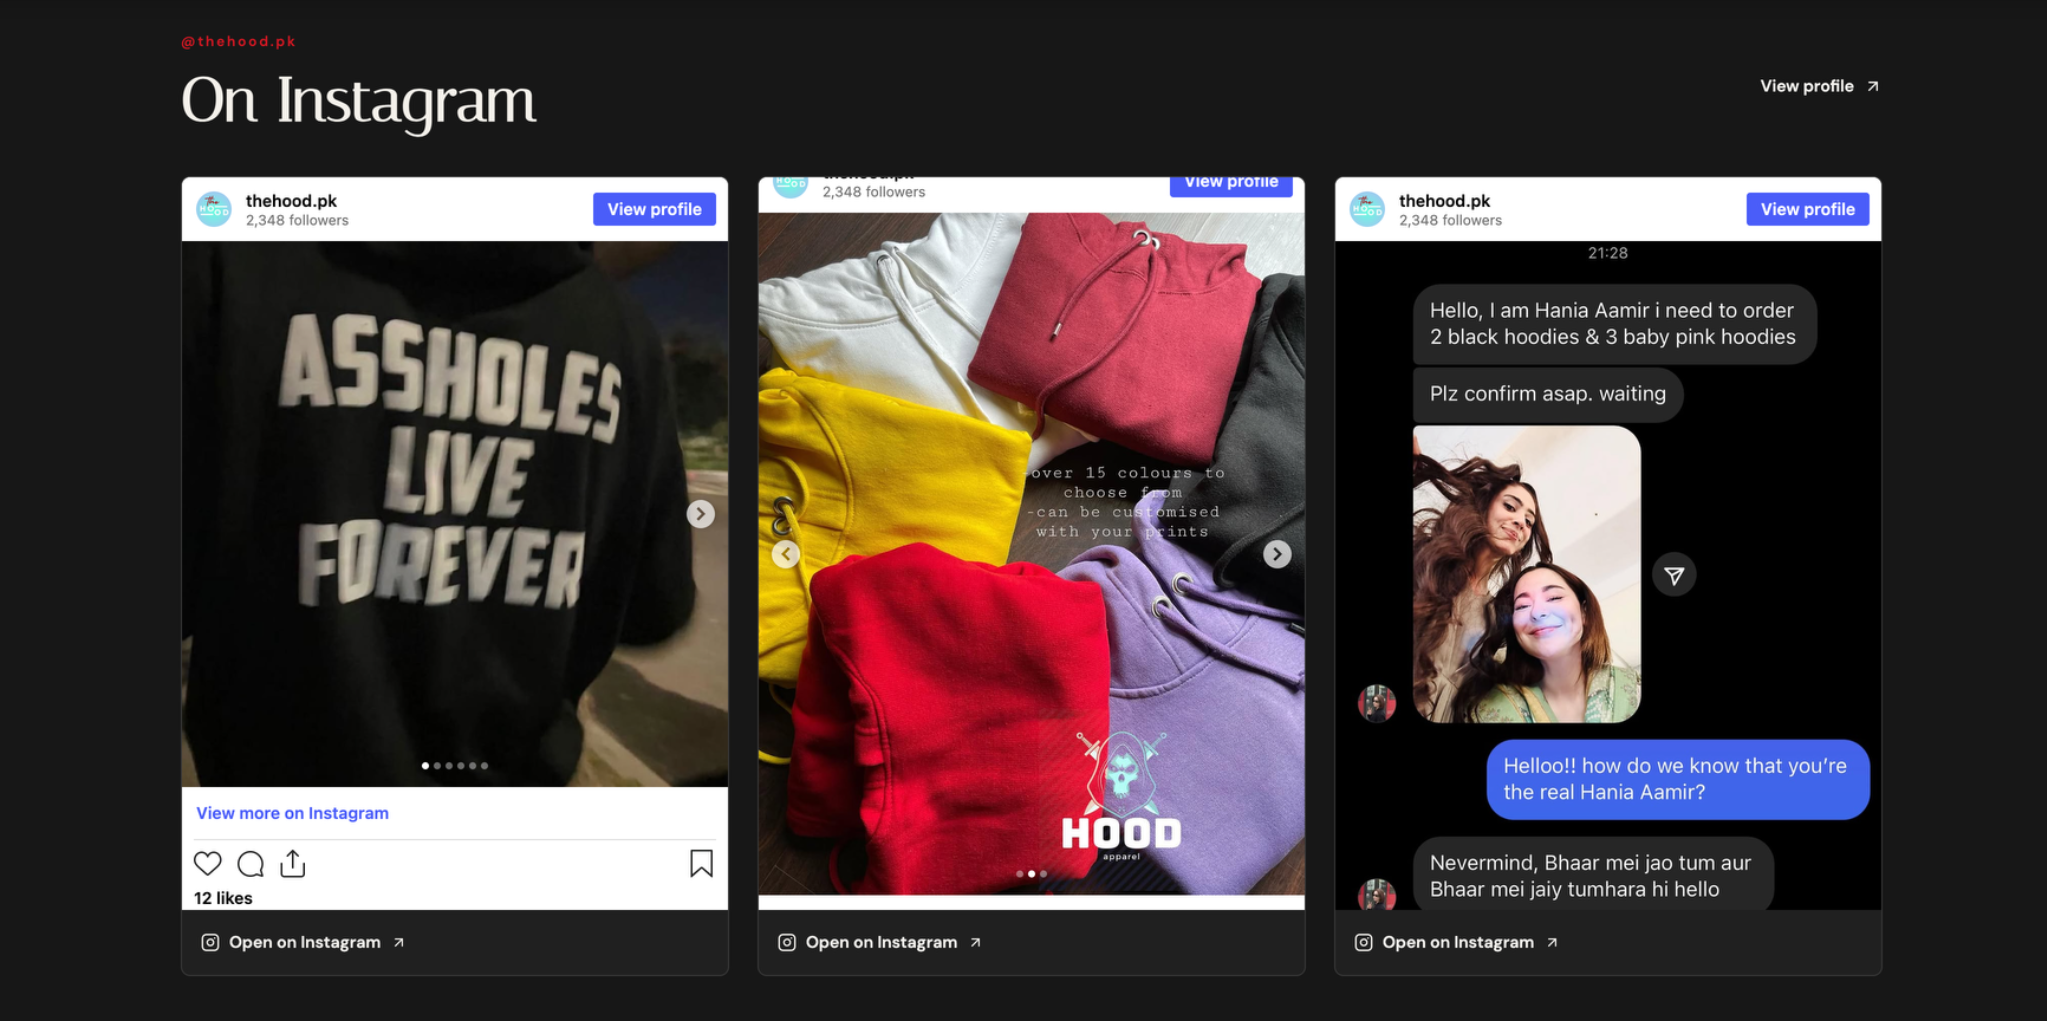 @thehood.pk
On Instagram
View profile
thehood.pk
2,348 followers
View profile
ASSHOLES
LIVE
FOREVER
View more on Instagram
12 likes
Open on Instagram
thehood.pk
2,348 followers
View profile
-over 15 colours to
choose from
-can be customised
with your prints
HOOD
apparel
Open on Instagram
thehood.pk
2,348 followers
View profile
21:28
Hello, I am Hania Aamir i need to order
2 black hoodies & 3 baby pink hoodies
Plz confirm asap. waiting
Helloo!! how do we know that you’re
the real Hania Aamir?
Nevermind, Bhaar mei jao tum aur
Bhaar mei jaiy tumhara hi hello
Open on Instagram